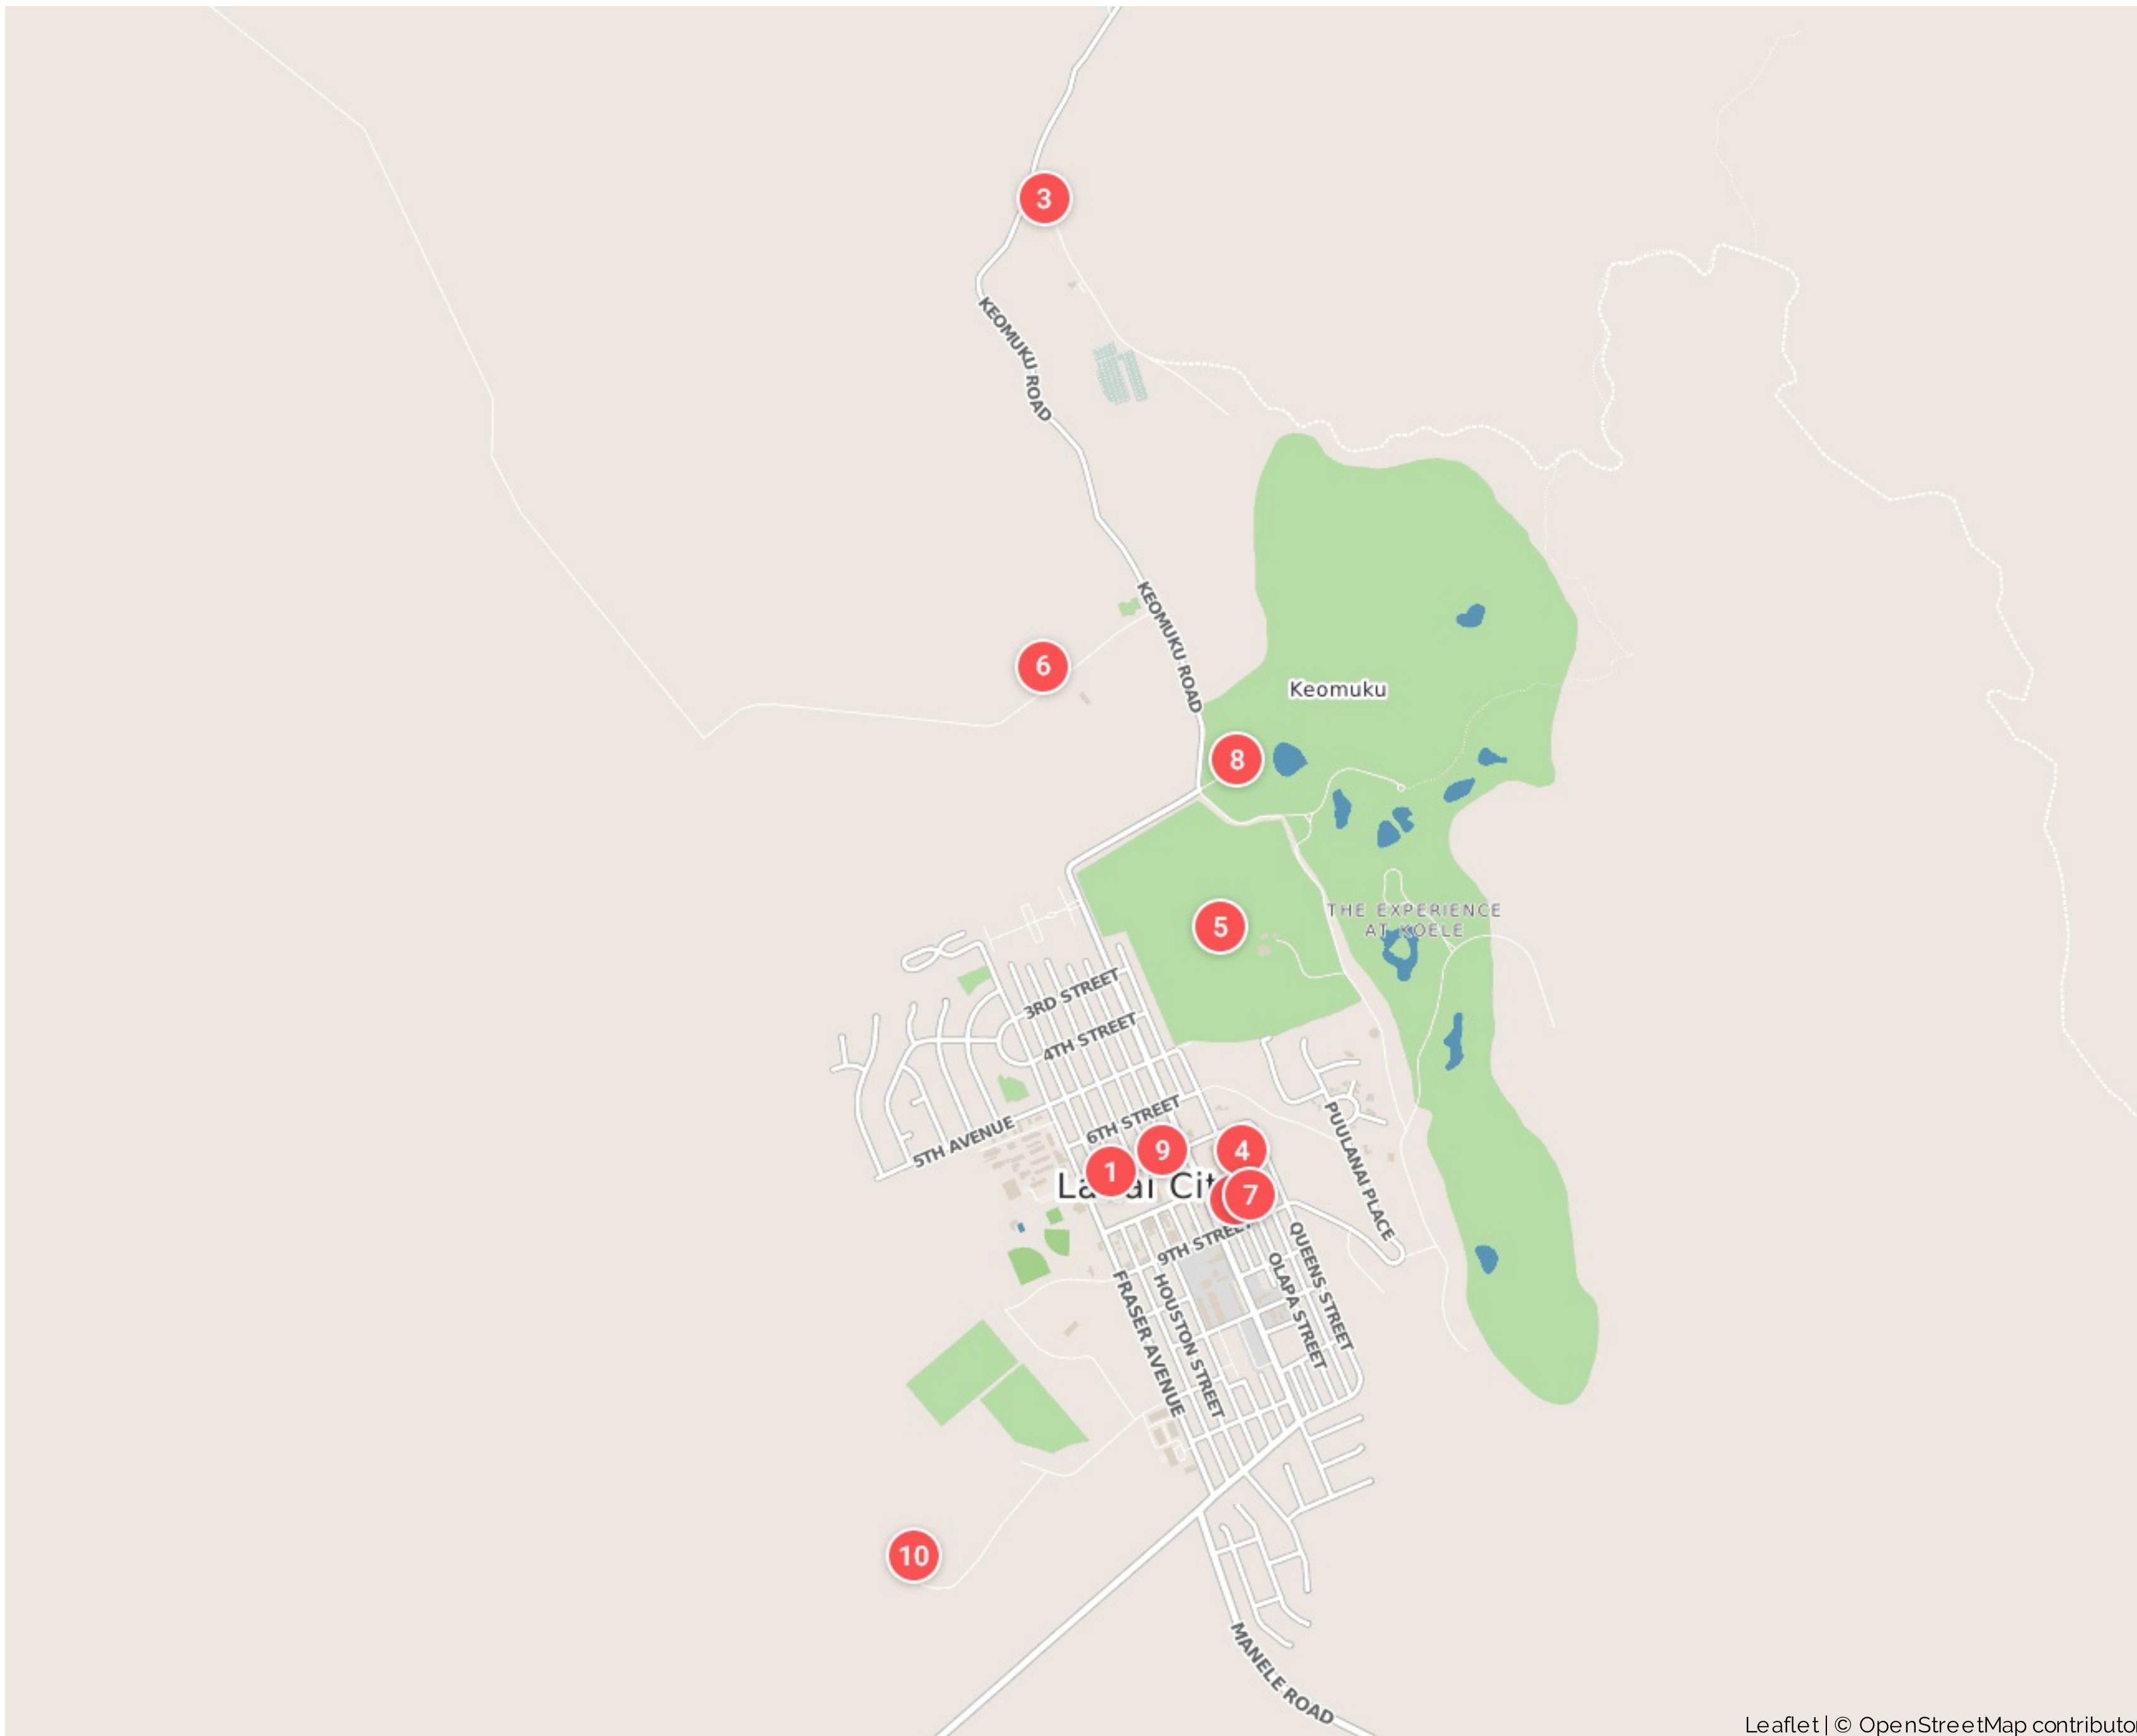 3
KEOMUKU ROAD
KEOMUKU ROAD
6
Keomuku
8
5
THE EXPERIENCE
AT KOELE
3RD STREET
4TH STREET
6TH STREET
5TH AVENUE
PUULANAI PLACE
9
4
1
7
9TH STREET
QUEENS STREET
OLAPA STREET
HOUSTON STREET
FRASER AVENUE
10
MANELE ROAD
Leaflet | © OpenStreetMap